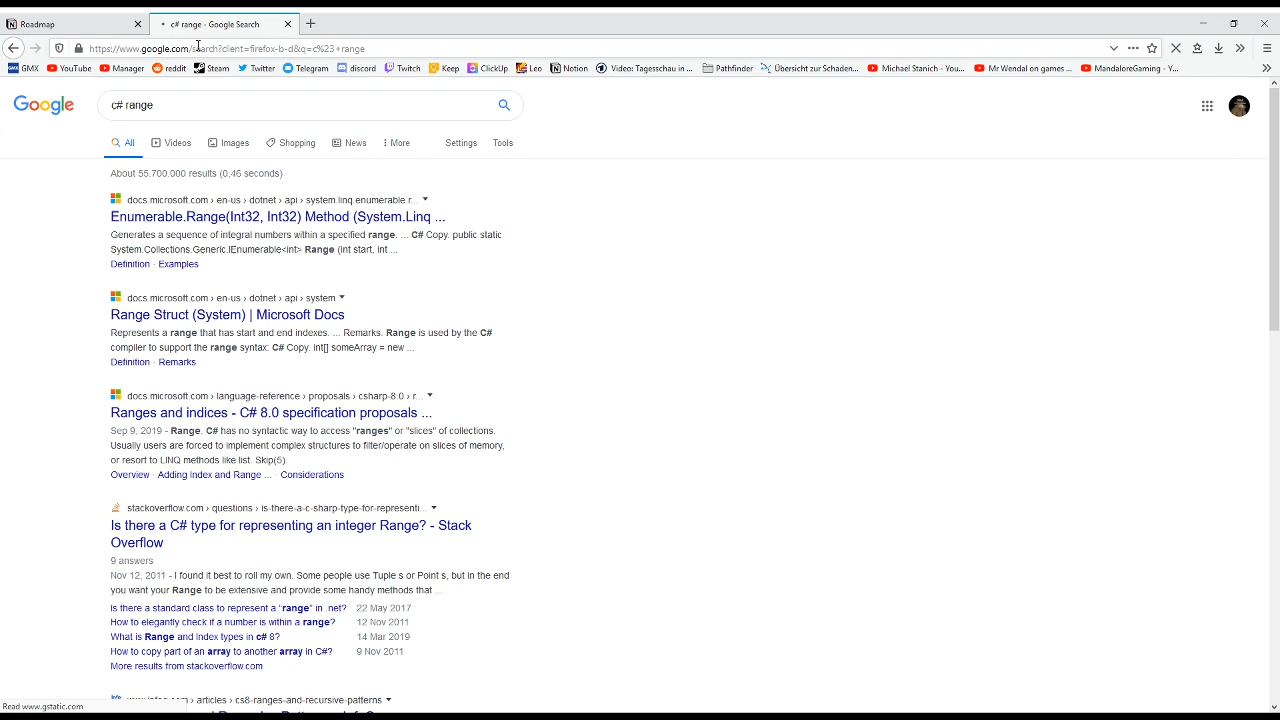 Roadmap
c# range - Google Search
https://www.google.com/search?client=firefox-b-d&q=c%23+range
GMX YouTube Manager reddit Steam Twitter Telegram discord Twitch Keep ClickUp Notion Video: Tagesschau in ... Pathfinder Übersicht zur Schaden... Michael Stanich - You... Mr Wendal on games ... MandaloreGaming - Y...
Google
c# range
All Videos Images Shopping News More Settings Tools
About 55.700.000 results (0,46 seconds)
docs.microsoft.com › en-us › dotnet › api › system.linq.enumerable.r...
Enumerable.Range(Int32, Int32) Method (System.Linq ...
Generates a sequence of integral numbers within a specified range. ... C# Copy. public static
System.Collections.Generic.IEnumerable<int> Range (int start, int ...
Definition · Examples
docs.microsoft.com › en-us › dotnet › api › system
Range Struct (System) | Microsoft Docs
Represents a range that has start and end indexes. ... Remarks. Range is used by the C#
compiler to support the range syntax: C# Copy. int[] someArray = new ...
Definition · Remarks
docs.microsoft.com › language-reference › proposals › csharp-8.0 › r...
Ranges and indices - C# 8.0 specification proposals ...
Sep 9, 2019 - Range. C# has no syntactic way to access "ranges" or "slices" of collections.
Usually users are forced to implement complex structures to filter/operate on slices of memory,
or resort to LINQ methods like list. Skip(5)
Overview · Adding Index and Range ... · Considerations
stackoverflow.com › questions › is-there-a-c-sharp-type-for-representi...
Is there a C# type for representing an integer Range? - Stack
Overflow
9 answers
Nov 12, 2011 - I found it best to roll my own. Some people use Tuple s or Point s, but in the end
you want your Range to be extensive and provide some handy methods that ...
Is there a standard class to represent a "range" in .net? 22 May 2017
How to elegantly check if a number is within a range? 12 Nov 2011
What is Range and Index types in c# 8? 14 Mar 2019
How to copy part of an array to another array in C#? 9 Nov 2011
More results from stackoverflow.com
› articles › cs8-ranges-and-recursive-patterns
Read www.gstatic.com